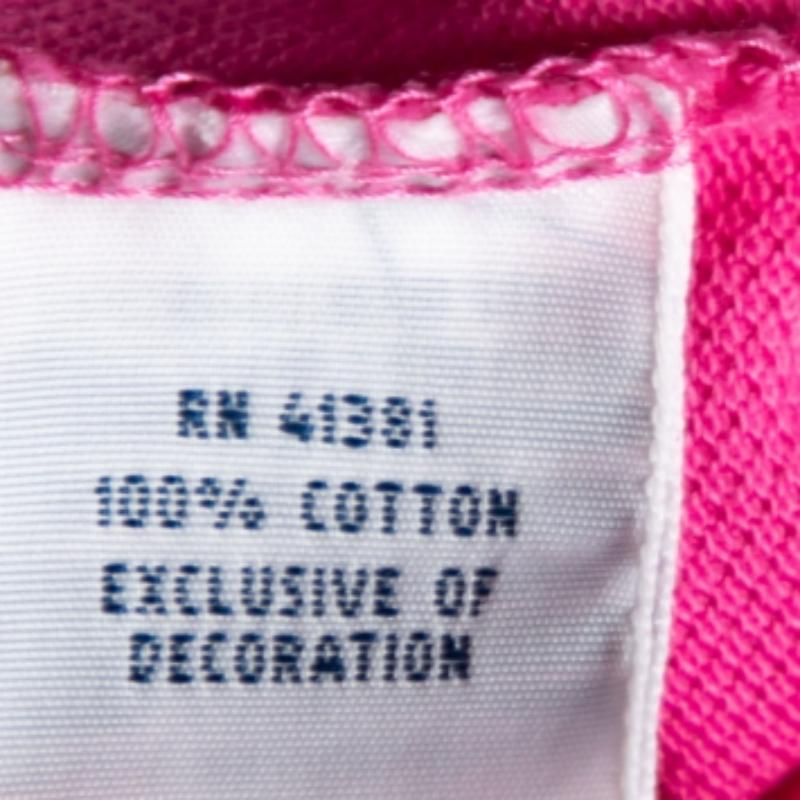 RN 41381
100% COTTON
EXCLUSIVE OF
DECORATION